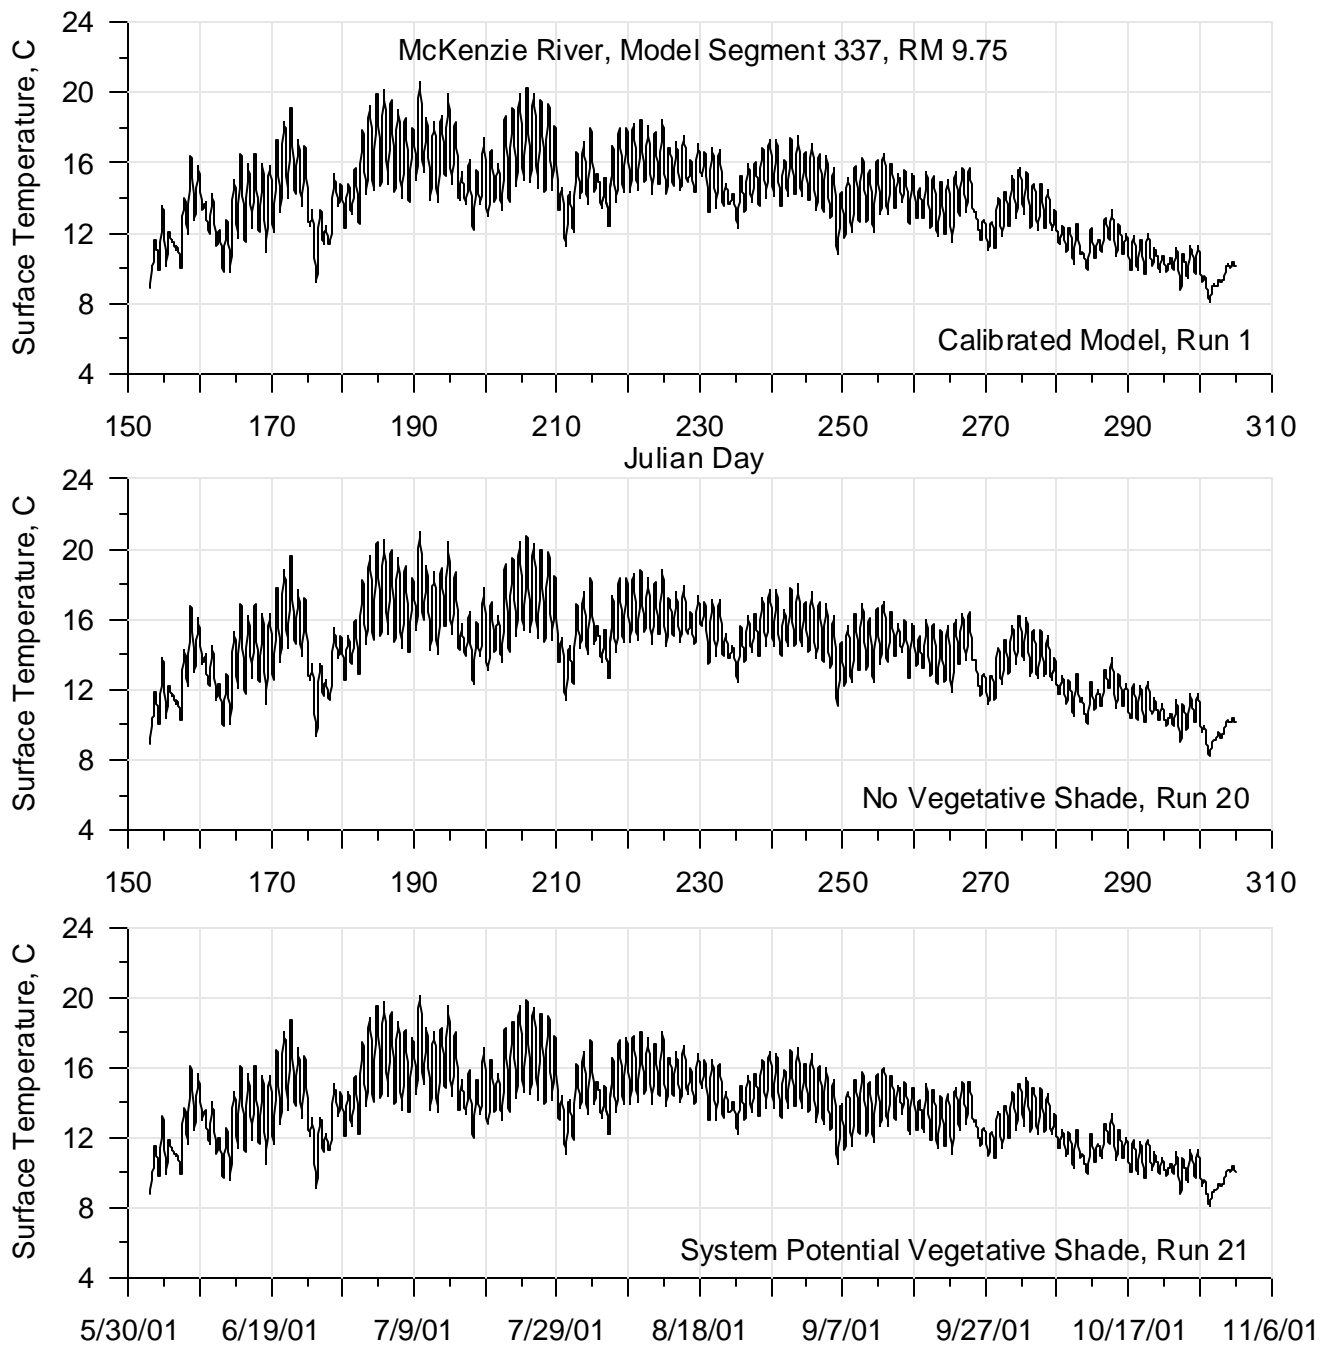 24
McKenzie River, Model Segment 337, RM 9.75
20
16
12
8
4
Surface Temperature, C
Calibrated Model, Run 1
150 170 190 210 230 250 270 290 310
Julian Day
24
20
16
12
8
4
Surface Temperature, C
No Vegetative Shade, Run 20
150 170 190 210 230 250 270 290 310
24
20
16
12
8
4
Surface Temperature, C
System Potential Vegetative Shade, Run 21
5/30/01 6/19/01 7/9/01 7/29/01 8/18/01 9/7/01 9/27/01 10/17/01 11/6/01